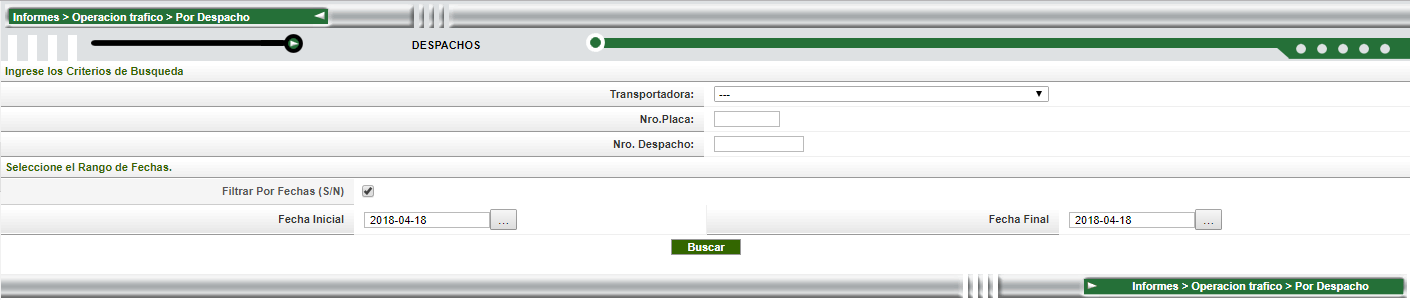 Informes > Operacion trafico > Por Despacho
DESPACHOS
Ingrese los Criterios de Busqueda
Transportadora: ---
Nro.Placa:
Nro. Despacho:
Seleccione el Rango de Fechas.
Filtrar Por Fechas (S/N)
Fecha Inicial 2018-04-18 ... Fecha Final 2018-04-18 ...
Buscar
Informes > Operacion trafico > Por Despacho